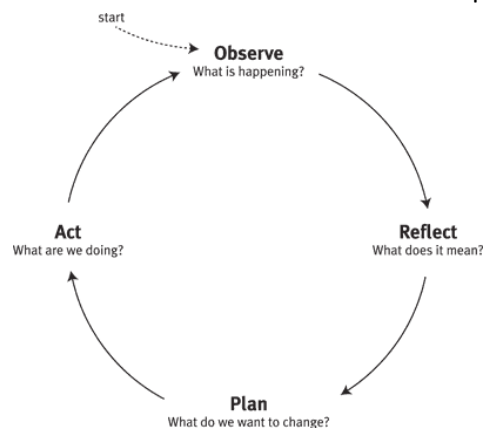 start
Observe
What is happening?
Reflect
What does it mean?
Act
What are we doing?
Plan
What do we want to change?